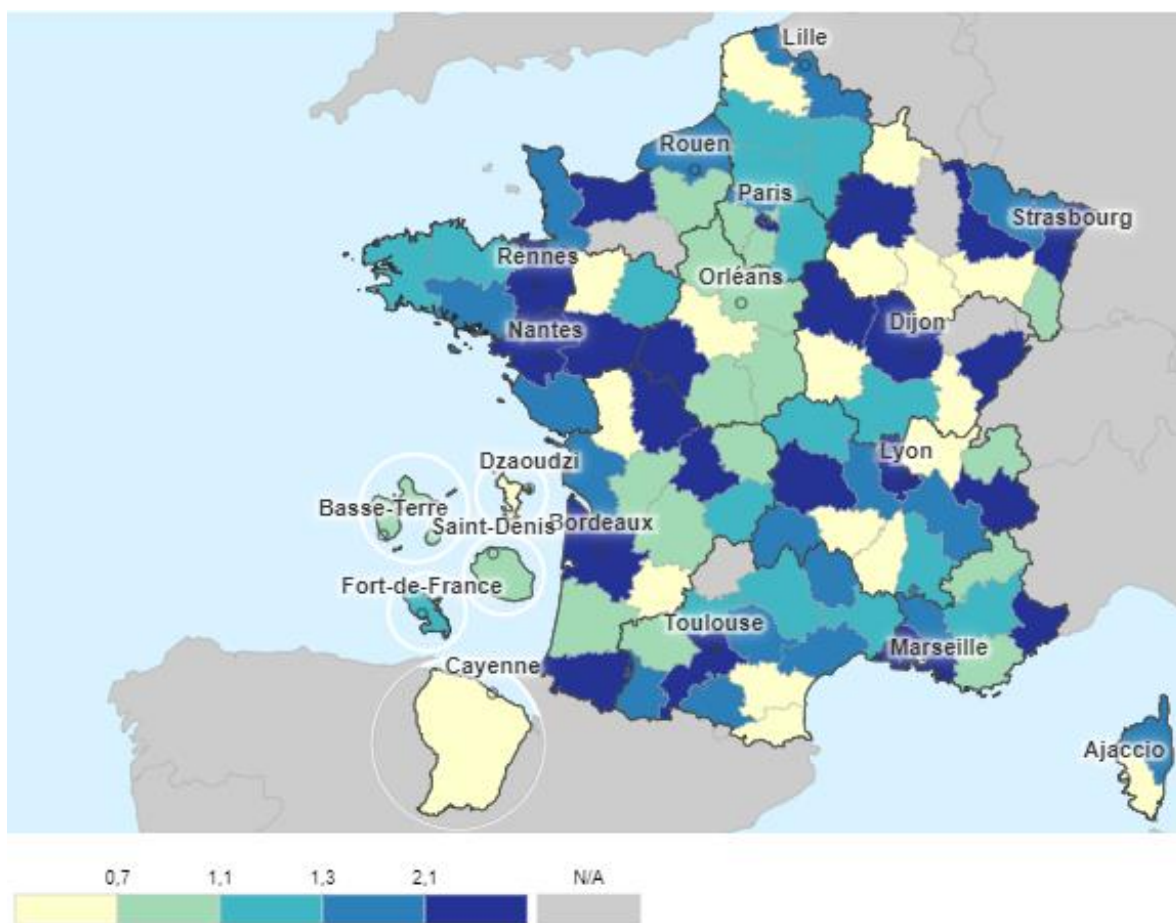 Lille
Rouen
Paris
Strasbourg
Rennes
Orléans
Nantes
Dijon
Dzaoudzi
Lyon
Basse-Terre
Saint-Denis
Bordeaux
Fort-de-France
Toulouse
Marseille
Cayenne
Ajaccio
0,7 1,1 1,3 2,1 N/A